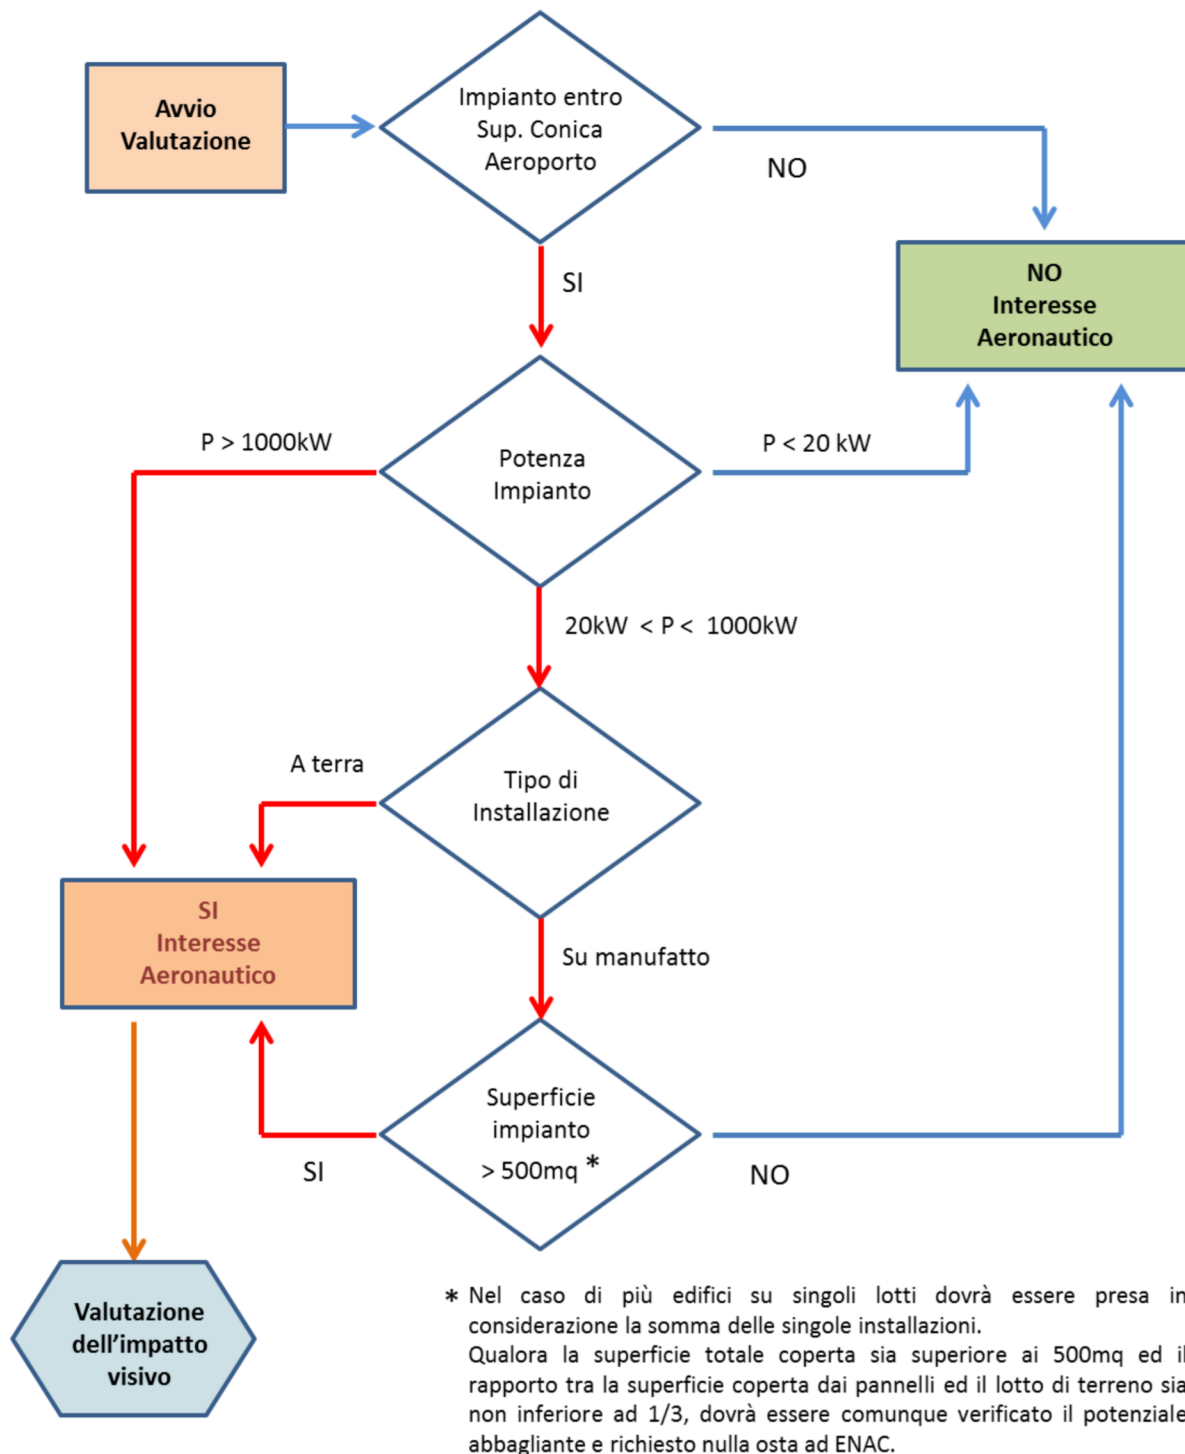 Avvio
Valutazione
Impianto entro
Sup. Conica
Aeroporto
NO
SI
NO
Interesse
Aeronautico
P > 1000kW
Potenza
Impianto
P < 20 kW
20kW < P < 1000kW
A terra
Tipo di
Installazione
SI
Interesse
Aeronautico
Su manufatto
Superficie
impianto
> 500mq *
SI
NO
Valutazione
dell'impatto
visivo
* Nel caso di più edifici su singoli lotti dovrà essere presa in
considerazione la somma delle singole installazioni.
Qualora la superficie totale coperta sia superiore ai 500mq ed il
rapporto tra la superficie coperta dai pannelli ed il lotto di terreno sia
non inferiore ad 1/3, dovrà essere comunque verificato il potenziale
abbagliante e richiesto nulla osta ad ENAC.